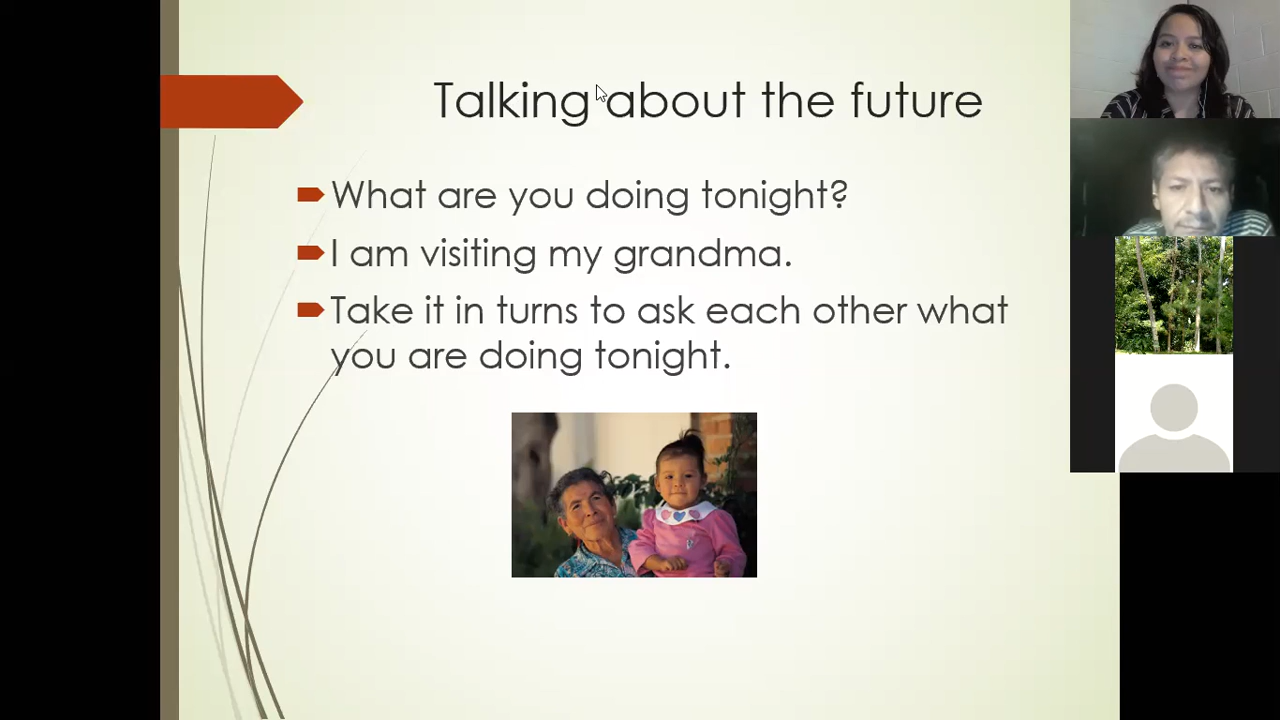 Talking about the future
What are you doing tonight?
I am visiting my grandma.
Take it in turns to ask each other what
you are doing tonight.